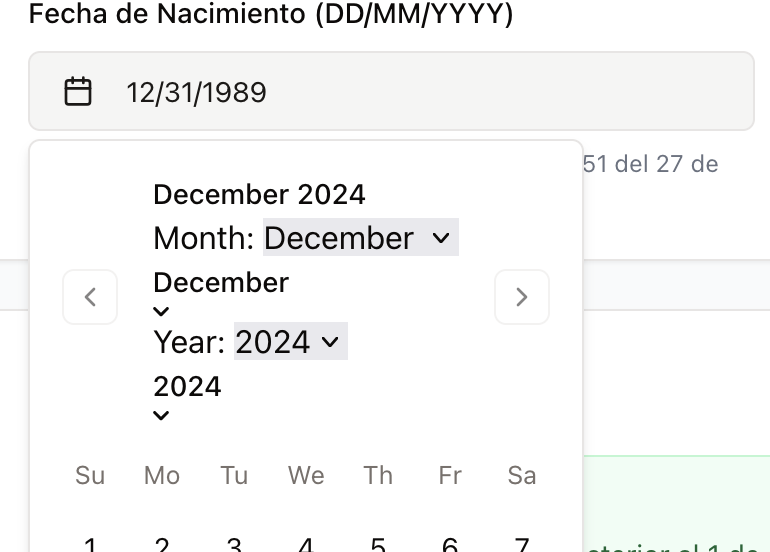 Fecha de Nacimiento (DD/MM/YYYY)
12/31/1989
51 del 27 de
December 2024
Month: December
December
Year: 2024
2024
Su Mo Tu We Th Fr Sa
1 2 3 4 5 6 7
al 1 de